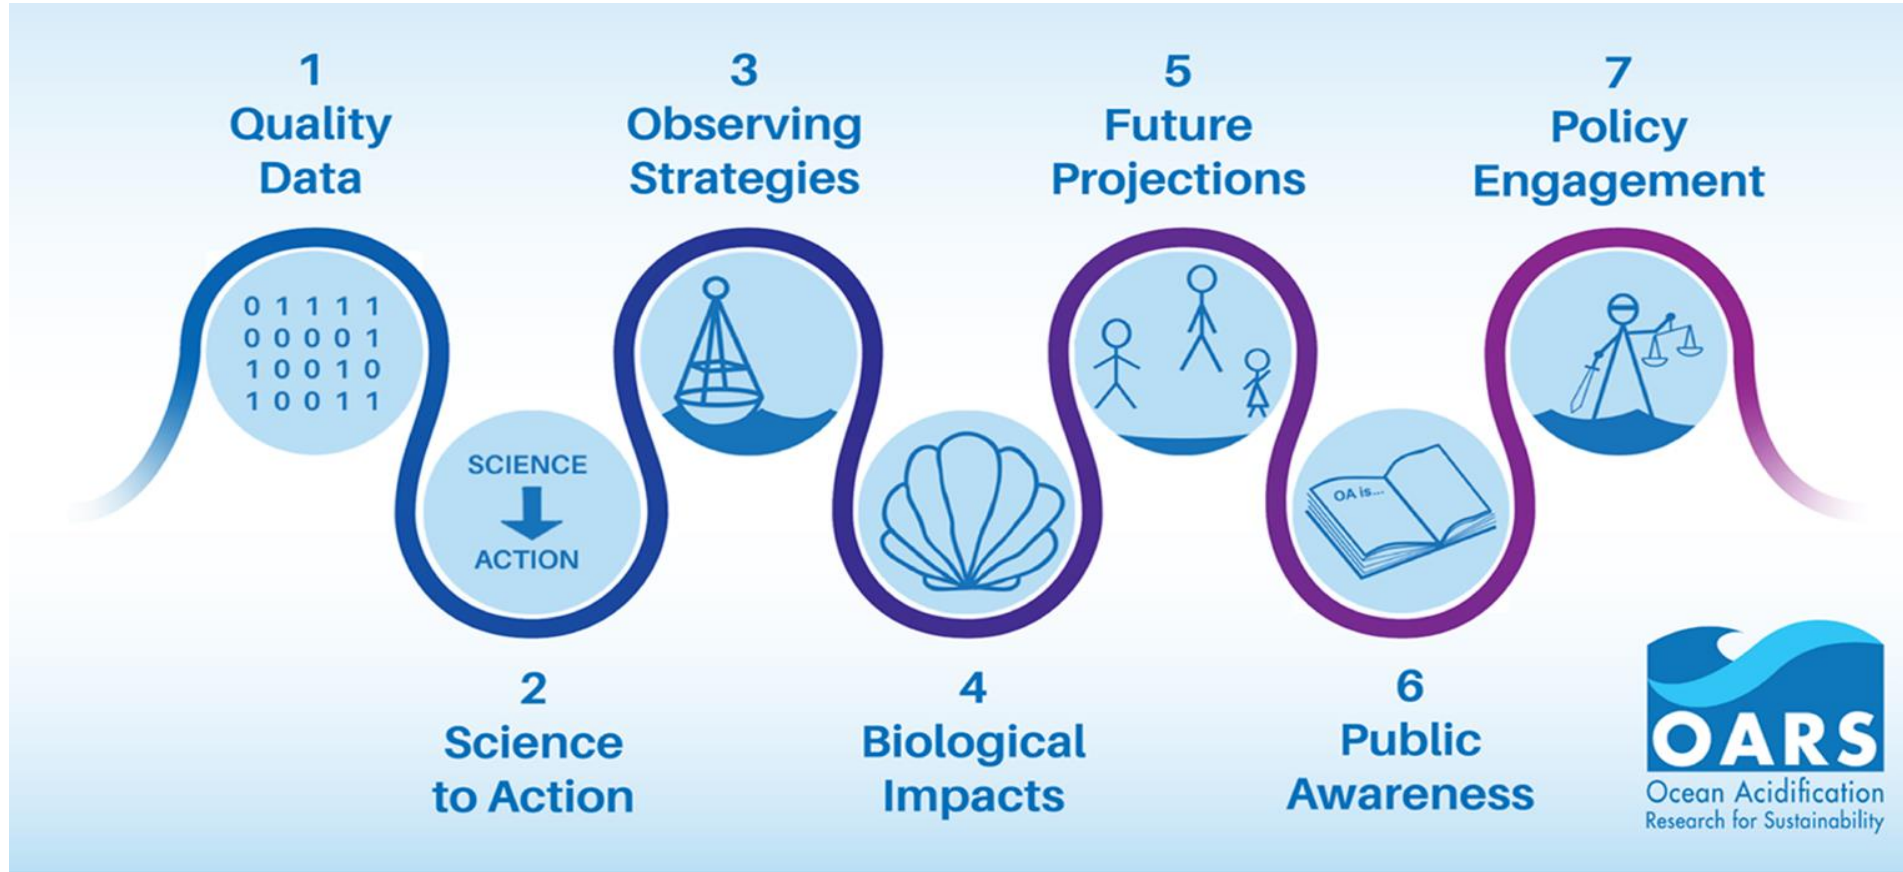 1
Quality
Data
0 1 1 1 1
0 0 0 0 1
1 0 0 1 0
1 0 0 1 1
2
Science
to Action
SCIENCE
ACTION
3
Observing
Strategies
4
Biological
Impacts
5
Future
Projections
6
Public
Awareness
OA is...
7
Policy
Engagement
OARS
Ocean Acidification
Research for Sustainability